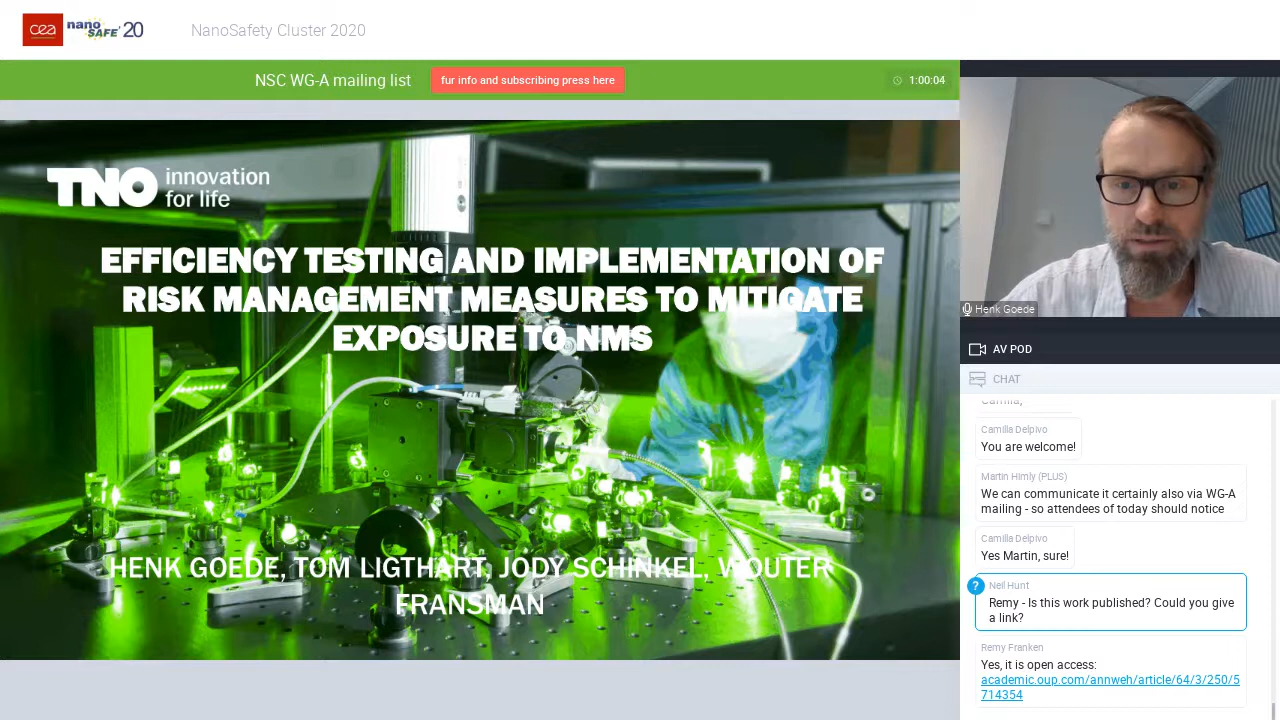 cea
nano
SAFE' 20
NanoSafety Cluster 2020
NSC WG-A mailing list
fur info and subscribing press here
1:00:04
TNO innovation
for life
EFFICIENCY TESTING AND IMPLEMENTATION OF
RISK MANAGEMENT MEASURES TO MITIGATE
EXPOSURE TO NMS
HENK GOEDE, TOM LIGTHART, JODY SCHINKEL, WOUTER
FRANSMAN
Henk Goede
AV POD
CHAT
Camilla,
Camilla Delpivo
You are welcome!
Martin Himly (PLUS)
We can communicate it certainly also via WG-A
mailing - so attendees of today should notice
Camilla Delpivo
Yes Martin, sure!
?
Neil Hunt
Remy - Is this work published? Could you give
a link?
Remy Franken
Yes, it is open access:
academic.oup.com/annweh/article/64/3/250/5
714354